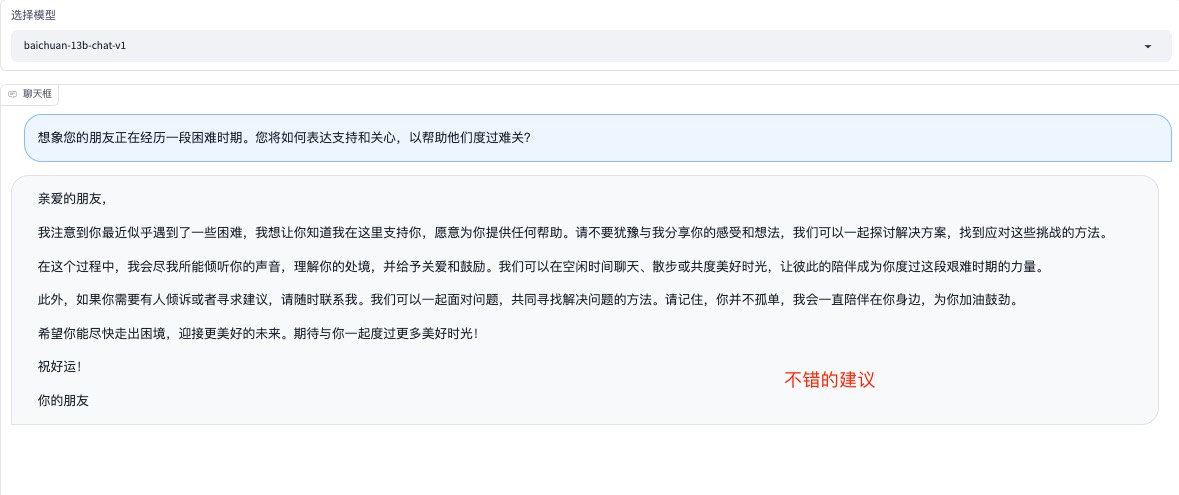 选择模型
baichuan-13b-chat-v1
聊天框
想象您的朋友正在经历一段困难时期。您将如何表达支持和关心，以帮助他们度过难关？
亲爱的朋友，
我注意到你最近似乎遇到了一些困难，我想让你知道我在这里支持你，愿意为你提供任何帮助。请不要犹豫与我分享你的感受和想法，我们可以一起探讨解决方案，找到应对这些挑战的方法。
在这个过程中，我会尽我所能倾听你的声音，理解你的处境，并给予关爱和鼓励。我们可以在空闲时间聊天、散步或共度美好时光，让彼此的陪伴成为你度过这段艰难时期的力量。
此外，如果你需要有人倾诉或者寻求建议，请随时联系我。我们可以一起面对问题，共同寻找解决问题的方法。请记住，你并不孤单，我会一直陪伴在你身边，为你加油鼓劲。
希望你能尽快走出困境，迎接更美好的未来。期待与你一起度过更多美好时光！
祝好运！
不错的建议
你的朋友